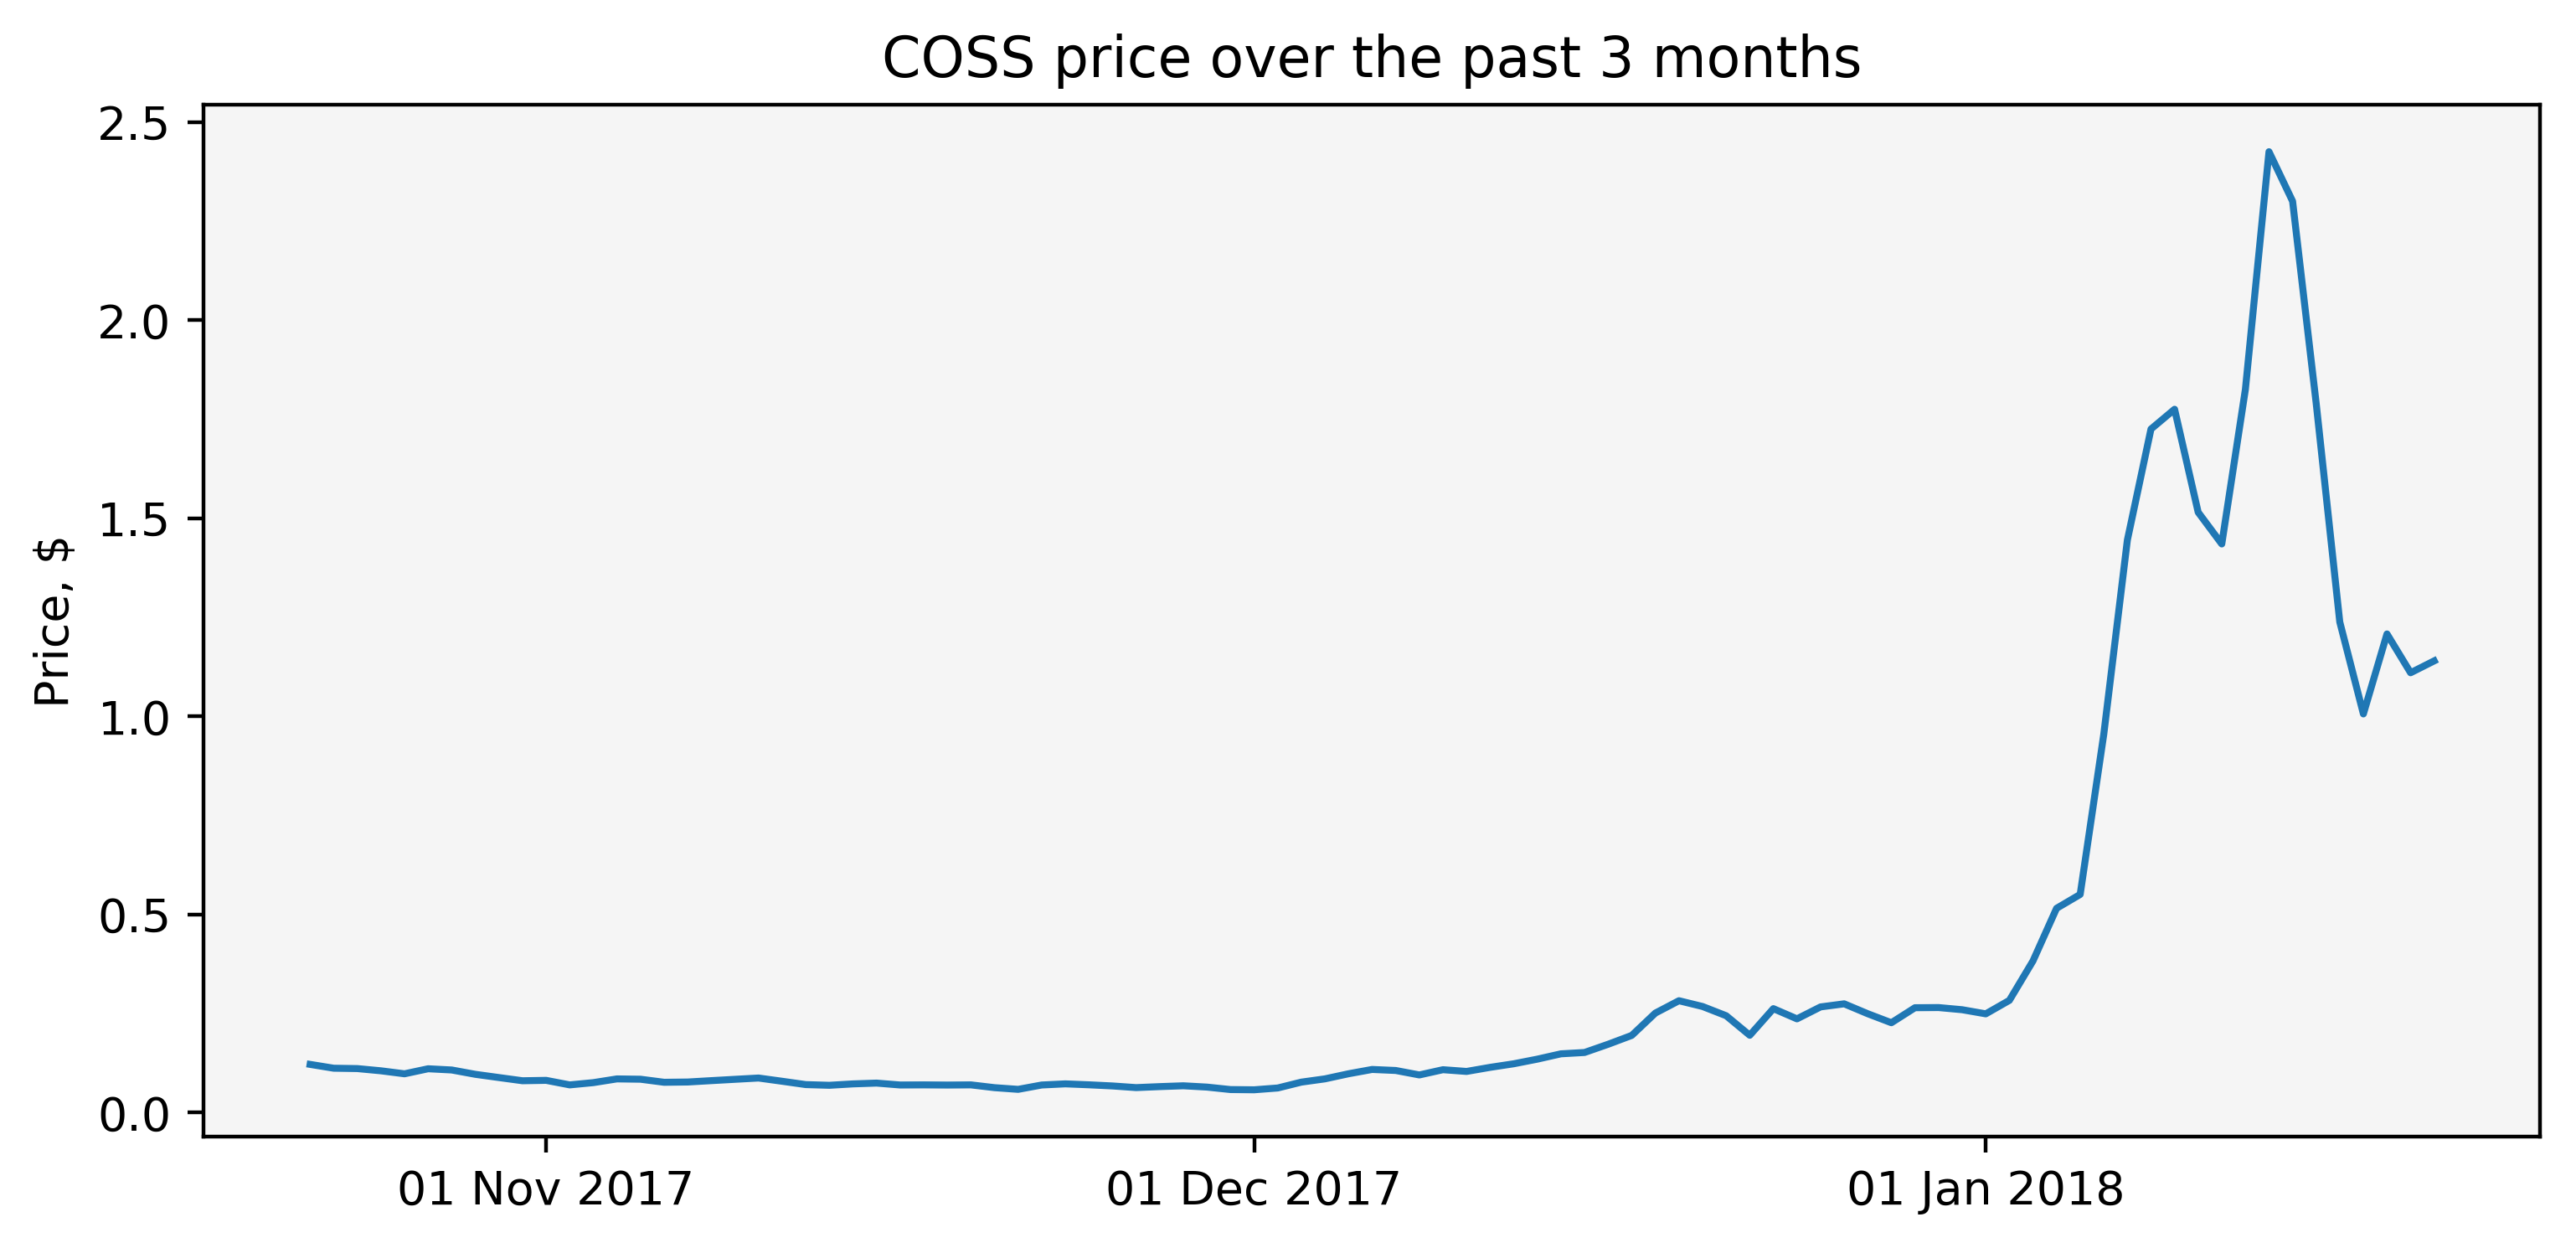 COSS price over the past 3 months
2.5
2.0
1.5
1.0
0.5
0.0
Price, $
01 Nov 2017
01 Dec 2017
01 Jan 2018